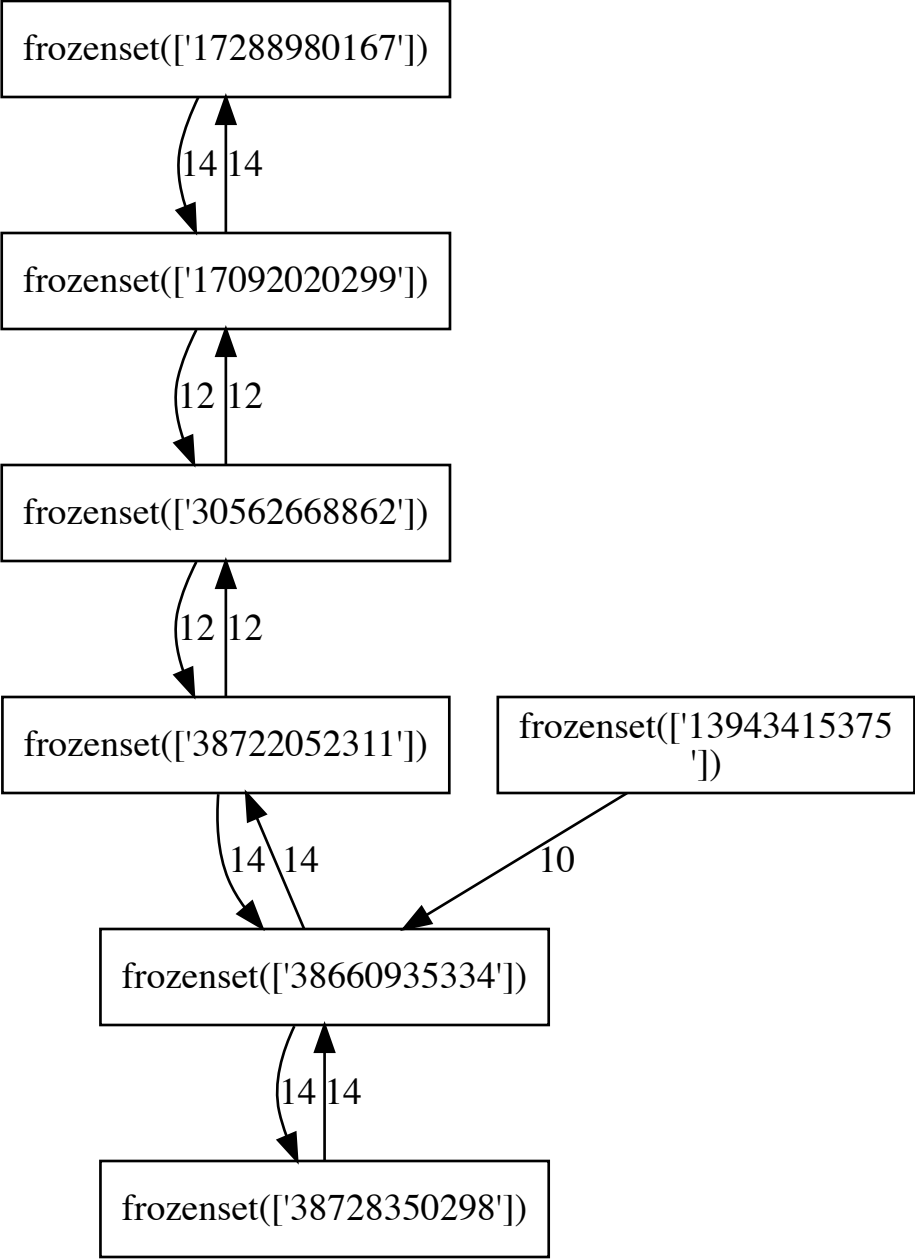 frozenset(['17288980167'])
14 14
frozenset(['17092020299'])
12 12
frozenset(['30562668862'])
12 12
frozenset(['38722052311'])
frozenset(['13943415375
'])
14 14
10
frozenset(['38660935334'])
14 14
frozenset(['38728350298'])